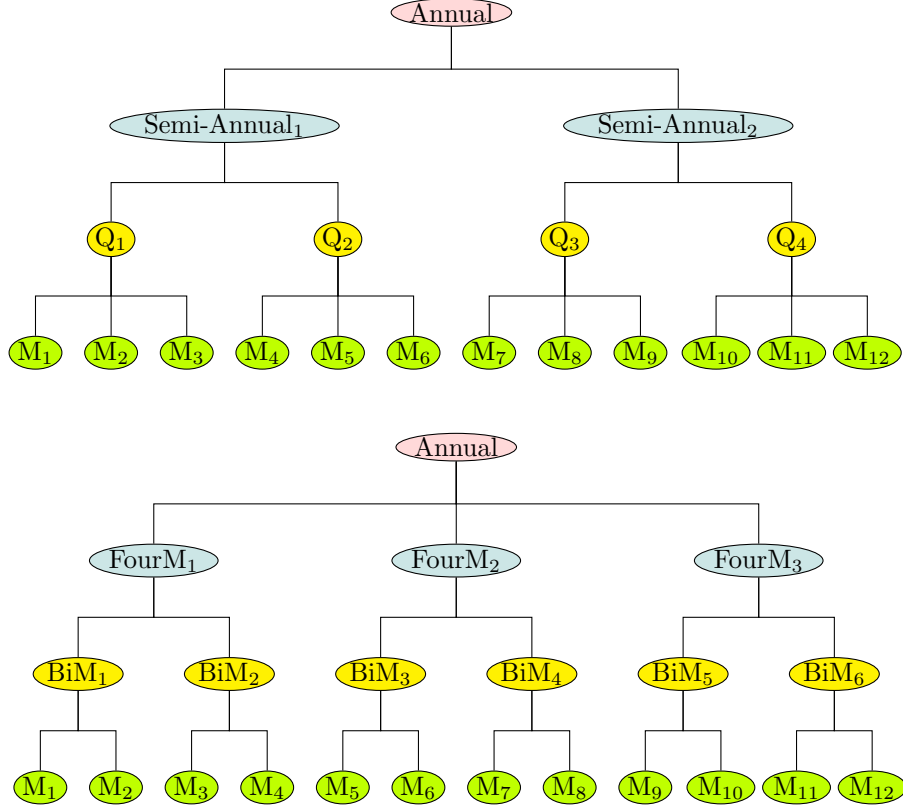 Annual
Semi-Annual₁ Semi-Annual₂
Q₁ Q₂ Q₃ Q₄
M₁ M₂ M₃ M₄ M₅ M₆ M₇ M₈ M₉ M₁₀ M₁₁ M₁₂
Annual
FourM₁ FourM₂ FourM₃
BiM₁ BiM₂ BiM₃ BiM₄ BiM₅ BiM₆
M₁ M₂ M₃ M₄ M₅ M₆ M₇ M₈ M₉ M₁₀ M₁₁ M₁₂